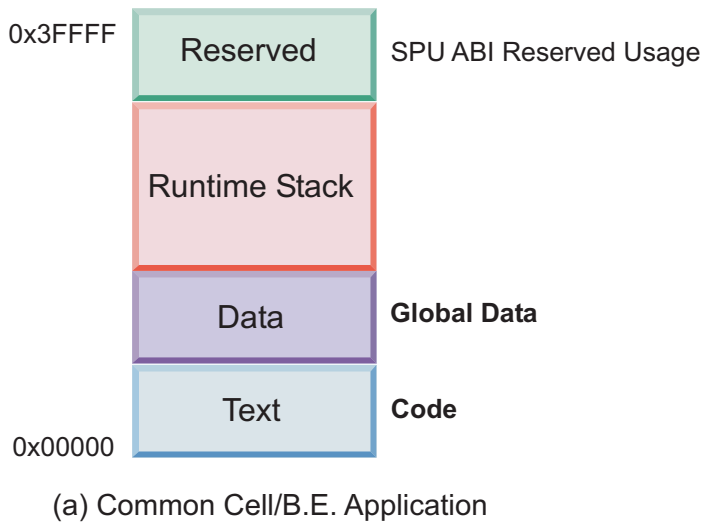 0x3FFFF
Reserved
SPU ABI Reserved Usage
Runtime Stack
Data
Global Data
Text
Code
0x00000
(a) Common Cell/B.E. Application